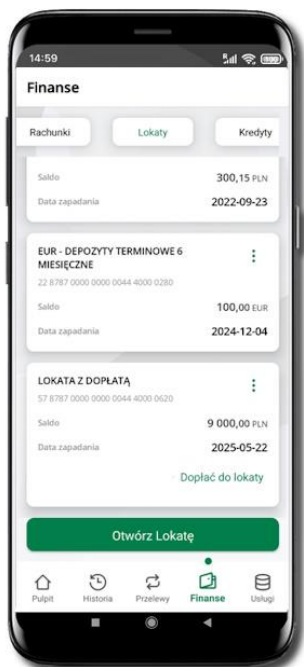 14:59
Finanse
Rachunki Lokaty Kredyty
Saldo 300,15 PLN
Data zapadania 2022-09-23
EUR - DEPOZYTY TERMINOWE 6
MIESIĘCZNE
22 8787 0000 0000 0044 4000 0280
Saldo 100,00 EUR
Data zapadania 2024-12-04
LOKATA Z DOPŁATĄ
57 8787 0000 0000 0044 4000 0620
Saldo 9 000,00 PLN
Data zapadania 2025-05-22
Dopłać do lokaty
Otwórz Lokatę
Pulpit Historia Przelewy Finanse Usługi